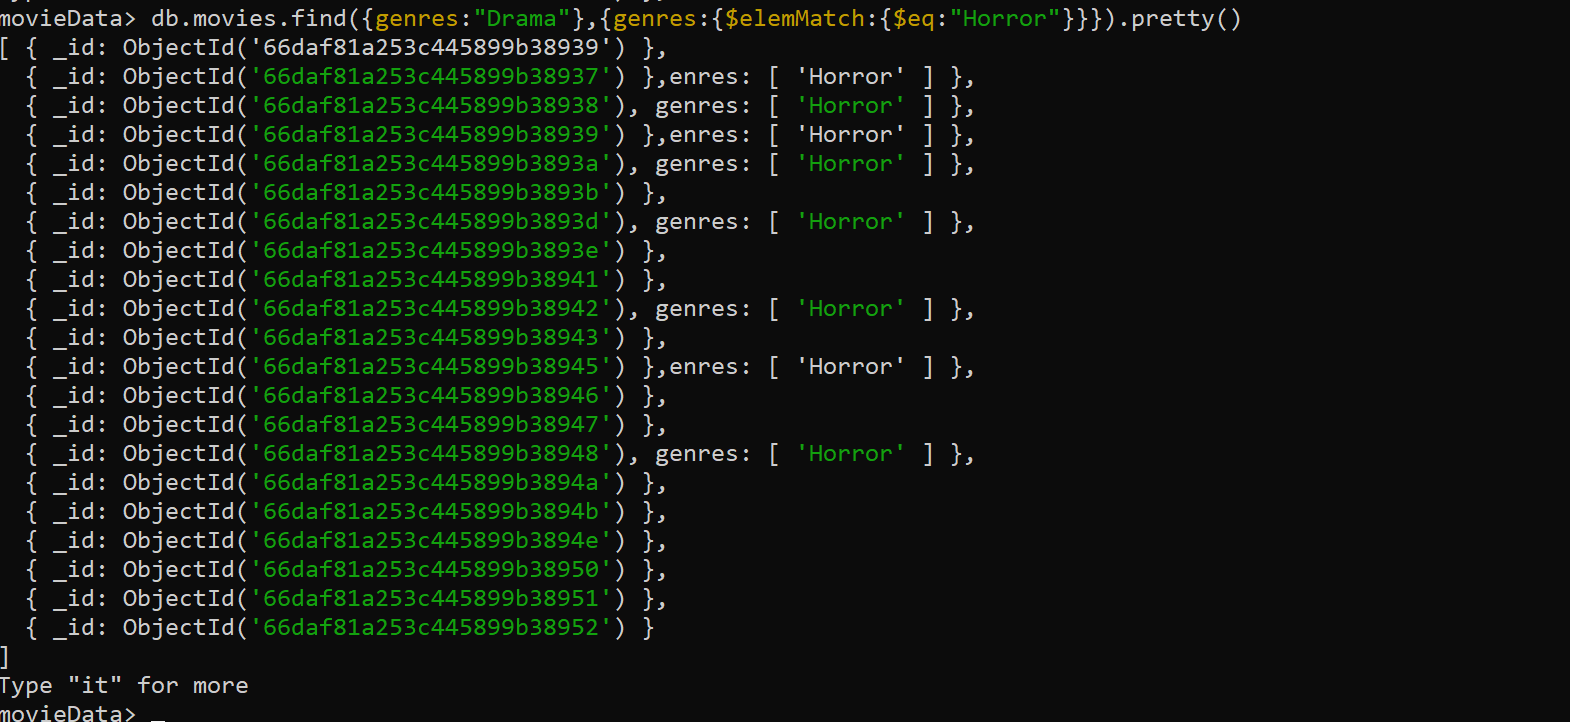 movieData> db.movies.find({genres:"Drama"},{genres:{$elemMatch:{$eq:"Horror"}}}).pretty()
[ { _id: ObjectId('66daf81a253c445899b38939') },
  { _id: ObjectId('66daf81a253c445899b38937') },enres: [ 'Horror' ] },
  { _id: ObjectId('66daf81a253c445899b38938'), genres: [ 'Horror' ] },
  { _id: ObjectId('66daf81a253c445899b38939') },enres: [ 'Horror' ] },
  { _id: ObjectId('66daf81a253c445899b3893a'), genres: [ 'Horror' ] },
  { _id: ObjectId('66daf81a253c445899b3893b') },
  { _id: ObjectId('66daf81a253c445899b3893d'), genres: [ 'Horror' ] },
  { _id: ObjectId('66daf81a253c445899b3893e') },
  { _id: ObjectId('66daf81a253c445899b38941') },
  { _id: ObjectId('66daf81a253c445899b38942'), genres: [ 'Horror' ] },
  { _id: ObjectId('66daf81a253c445899b38943') },
  { _id: ObjectId('66daf81a253c445899b38945') },enres: [ 'Horror' ] },
  { _id: ObjectId('66daf81a253c445899b38946') },
  { _id: ObjectId('66daf81a253c445899b38947') },
  { _id: ObjectId('66daf81a253c445899b38948'), genres: [ 'Horror' ] },
  { _id: ObjectId('66daf81a253c445899b3894a') },
  { _id: ObjectId('66daf81a253c445899b3894b') },
  { _id: ObjectId('66daf81a253c445899b3894e') },
  { _id: ObjectId('66daf81a253c445899b38950') },
  { _id: ObjectId('66daf81a253c445899b38951') },
  { _id: ObjectId('66daf81a253c445899b38952') }
]
Type "it" for more
movieData> _